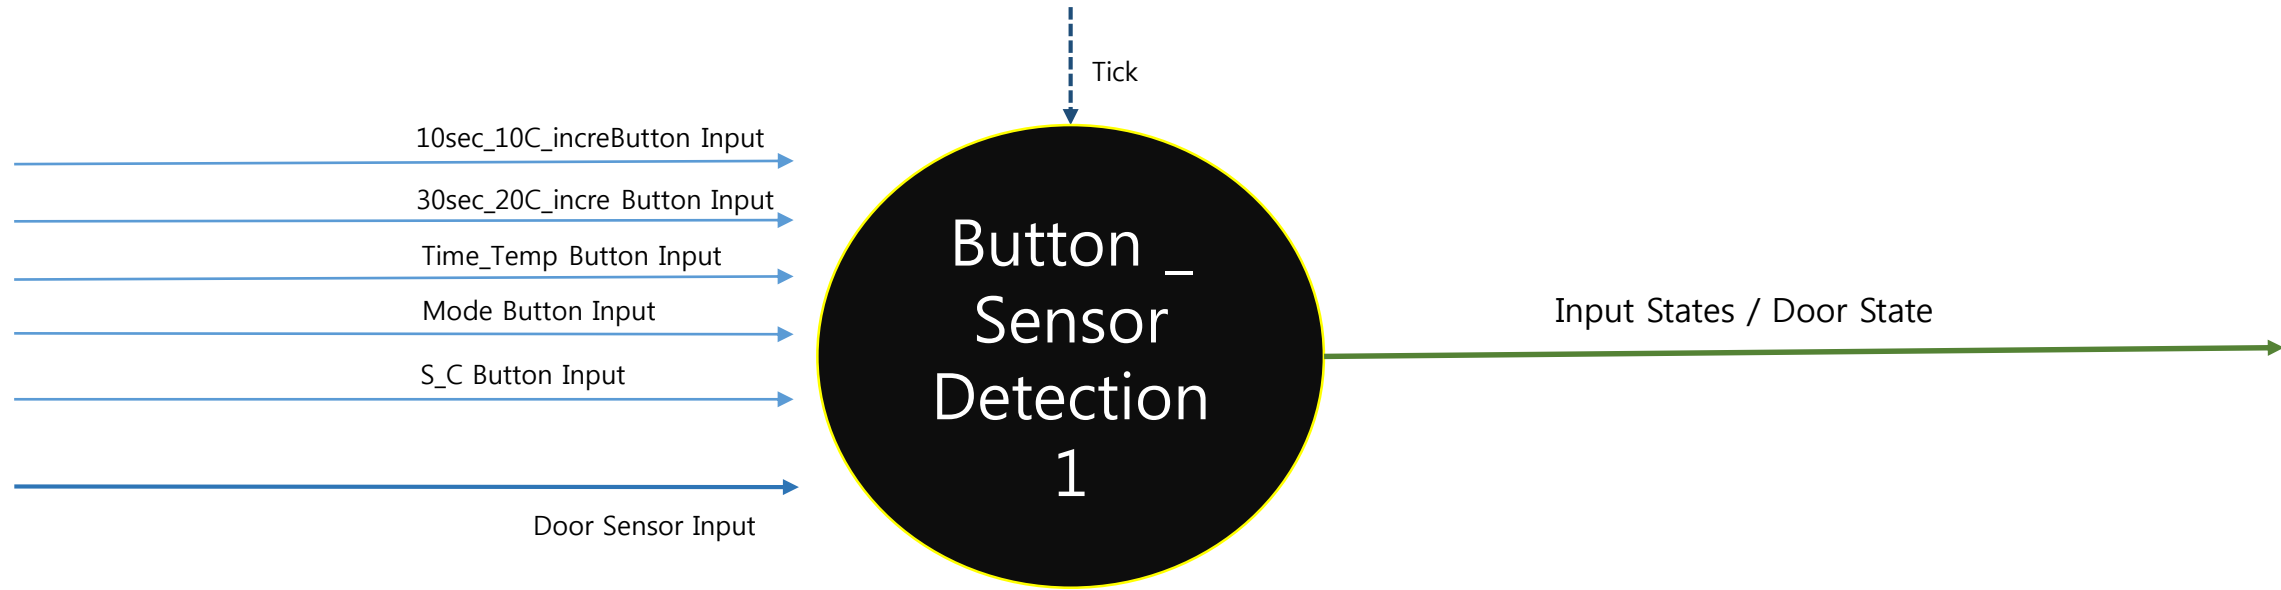 Tick
10sec_10C_increButton Input
30sec_20C_incre Button Input
Time_Temp Button Input
Mode Button Input
S_C Button Input
Door Sensor Input
Button _
Sensor
Detection
1
Input States / Door State